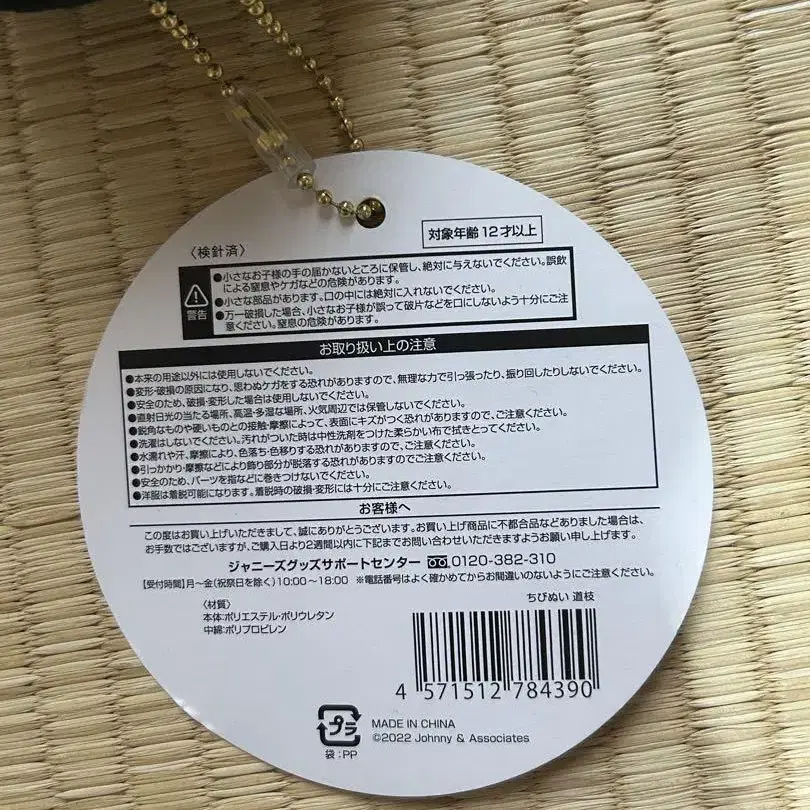 対象年齢12才以上
〈検針済〉
警告
●小さなお子様の手の届かないところに保管し、絶対に与えないでください。誤飲
による窒息やケガなどの危険があります。
●小さな部品があります。口の中には絶対に入れないでください。
●万一破損した場合、小さなお子様が誤って破片などを口にしないよう十分にご注
意ください。窒息の危険があります。
お取り扱い上の注意
●本来の用途以外には使用しないでください。
●変形・破損の原因になり、思わぬケガをする恐れがありますので、無理な力で引っ張ったり、振り回したりしないでください。
●安全のため、破損・変形した場合は使用しないでください。
●直射日光の当たる場所、高温・多湿な場所、火気周辺では保管しないでください。
●鋭角なものや硬いものとの接触・摩擦によって、表面にキズがつく恐れがありますので、ご注意ください。
●洗濯はしないでください。汚れがついた時は中性洗剤をつけた柔らかい布で拭きとってください。
●水濡れや汗、摩擦により、色落ち・色移りする恐れがありますので、ご注意ください。
●引っかかり・摩擦などにより飾り部分が脱落する恐れがありますのでご注意ください。
●安全のため、パーツを指などに巻きつけないでください。
●洋服は着脱可能になります。着脱時の破損・変形には十分にご注意ください。
お客様へ
この度はお買い上げいただきまして、誠にありがとうございます。お買い上げ商品に不都合品などありました場合は、
お手数ではございますが、ご購入日より2週間以内に下記までお問い合わせいただきますようお願い申し上げます。
ジャニーズグッズサポートセンター 0120-382-310
【受付時間】月～金(祝祭日を除く)10:00～18:00 ※電話番号はよく確かめてからお間違いのないようにご注意ください。
〈材質〉
本体:ポリエステル・ポリウレタン
中綿:ポリプロピレン
ちびぬい 道枝
4 571512 784390
プラ
袋:PP
MADE IN CHINA
©2022 Johnny & Associates